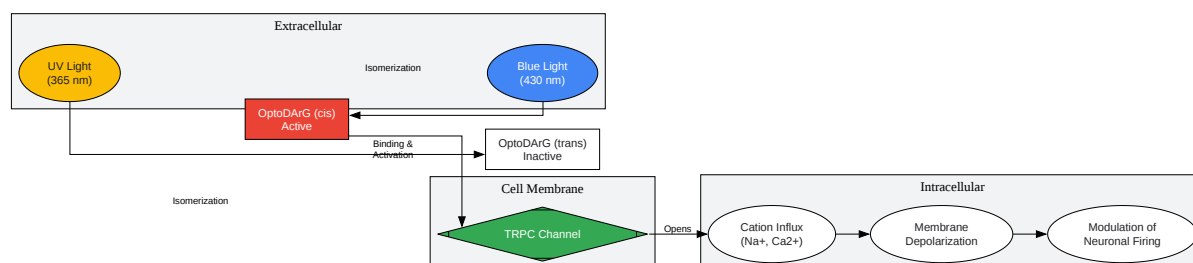 Extracellular
UV Light
(365 nm)
Isomerization
Blue Light
(430 nm)
OptoDArG (cis)
Active
Binding &
Activation
OptoDArG (trans)
Inactive
Isomerization
Cell Membrane
TRPC Channel
Opens
Intracellular
Cation Influx
(Na+, Ca2+)
Membrane
Depolarization
Modulation of
Neuronal Firing